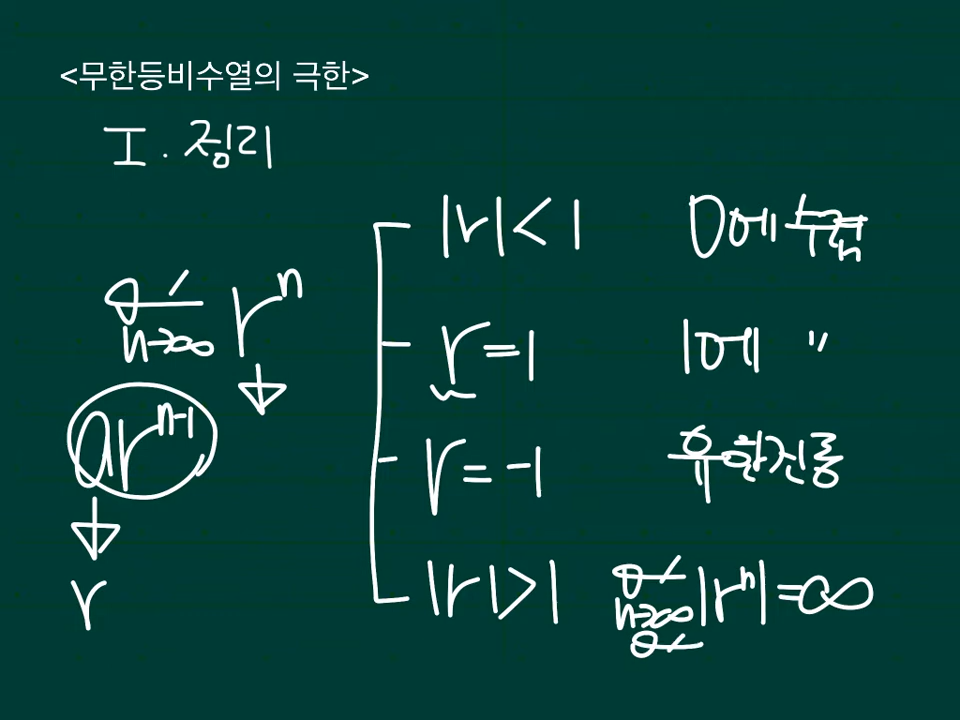 <무한등비수열의 극한>
I. 정리
|r|<1 0에 수렴
lim n→∞ r^n
r=1 1에 〃
ar^{n-1}
r=-1 유한진동
r
|r|>1 lim n→∞ |r^n|=∞